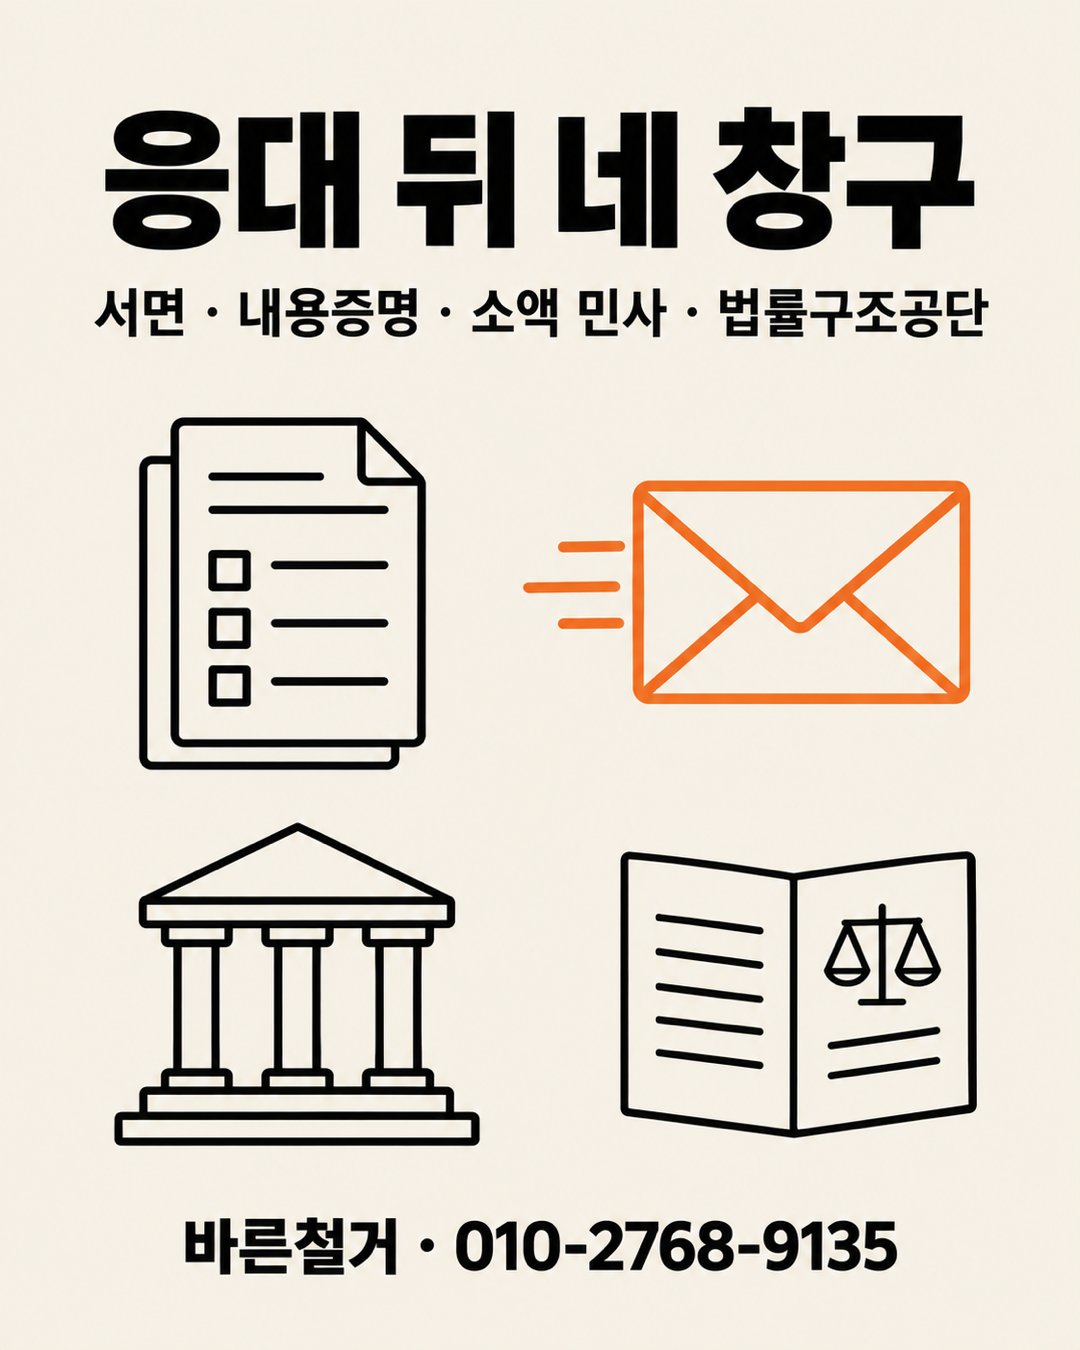 응대 뒤 네 창구
서면 · 내용증명 · 소액 민사 · 법률구조공단
바른철거 · 010-2768-9135